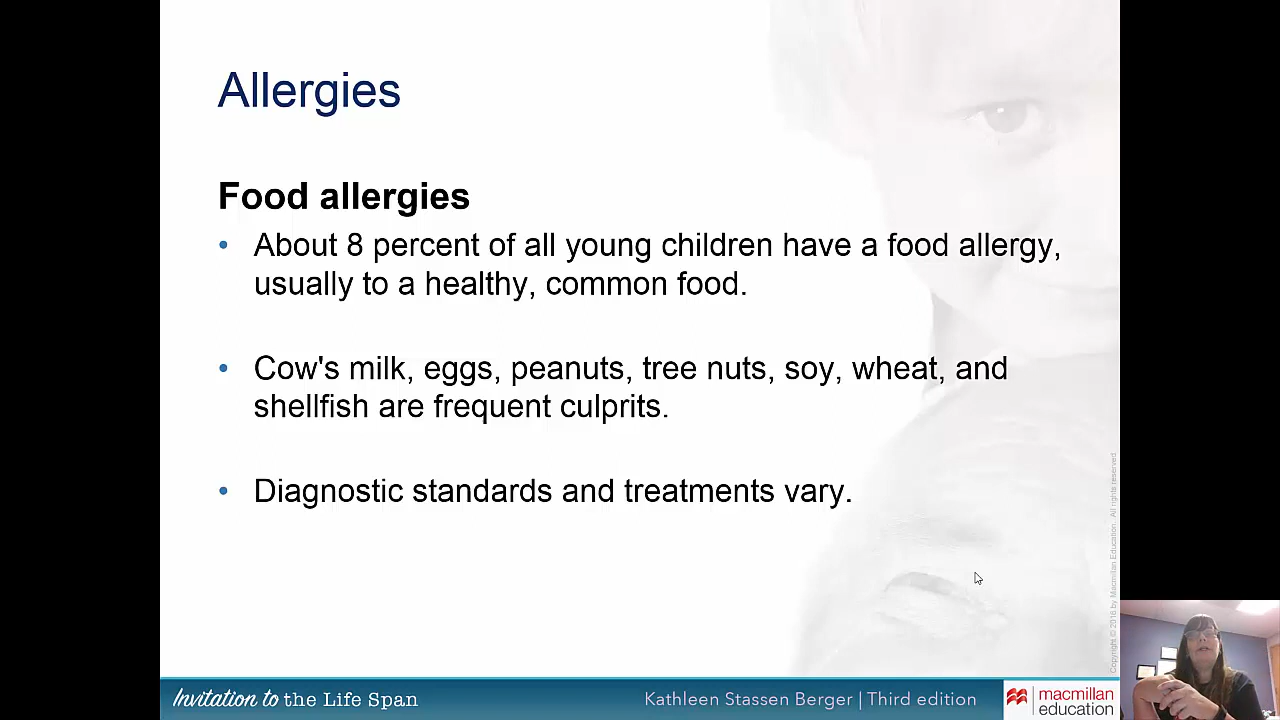 Allergies
Food allergies
• About 8 percent of all young children have a food allergy,
usually to a healthy, common food.
• Cow's milk, eggs, peanuts, tree nuts, soy, wheat, and
shellfish are frequent culprits.
• Diagnostic standards and treatments vary.
Copyright © 2016 by Macmillan Education. All rights reserved
Invitation to the Life Span
Kathleen Stassen Berger | Third edition
macmillan
education